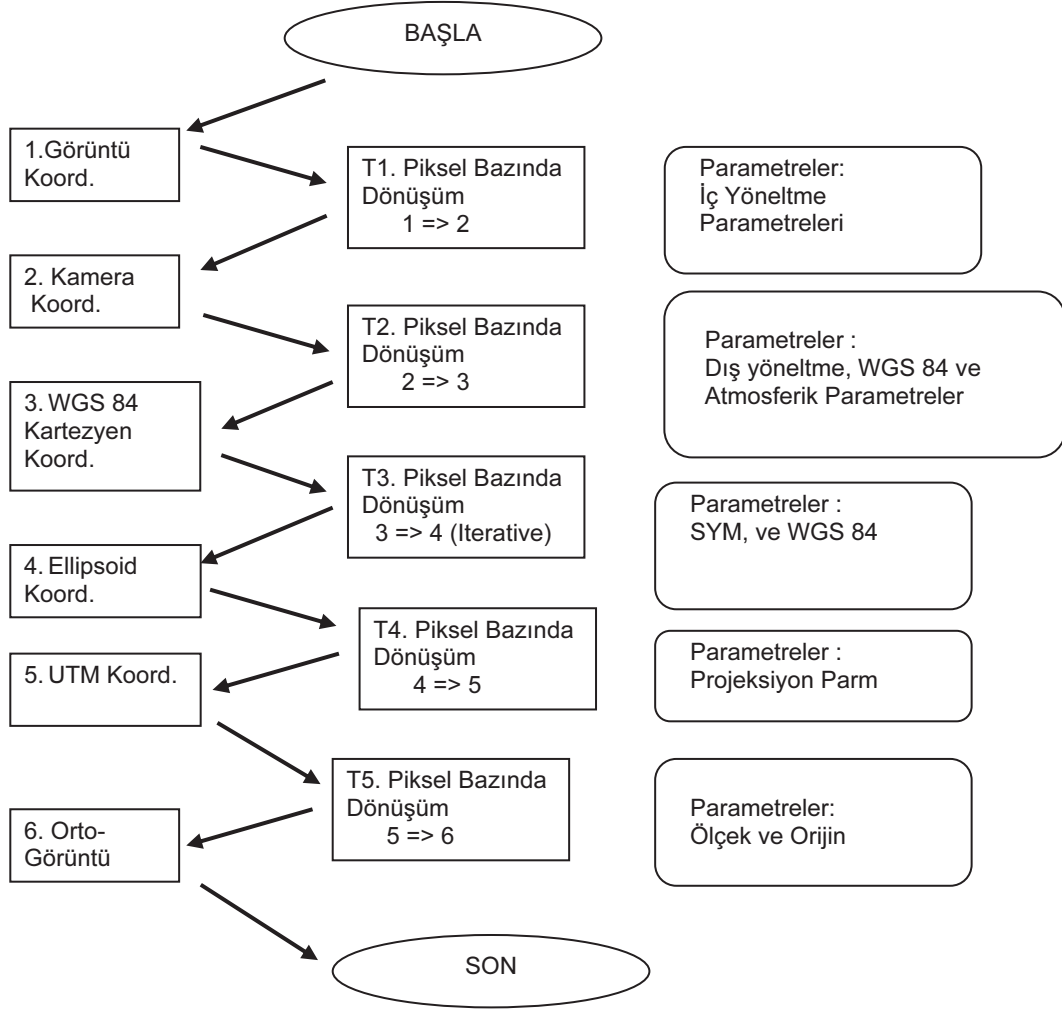 BAŞLA
1.Görüntü
Koord.
T1. Piksel Bazında
Dönüşüm
1 => 2
Parametreler:
İç Yöneltme
Parametreleri
2. Kamera
Koord.
T2. Piksel Bazında
Dönüşüm
2 => 3
Parametreler :
Dış yöneltme, WGS 84 ve
Atmosferik Parametreler
3. WGS 84
Kartezyen
Koord.
T3. Piksel Bazında
Dönüşüm
3 => 4 (Iterative)
Parametreler :
SYM, ve WGS 84
4. Ellipsoid
Koord.
T4. Piksel Bazında
Dönüşüm
4 => 5
Parametreler :
Projeksiyon Parm
5. UTM Koord.
T5. Piksel Bazında
Dönüşüm
5 => 6
Parametreler:
Ölçek ve Orijin
6. Orto-
Görüntü
SON